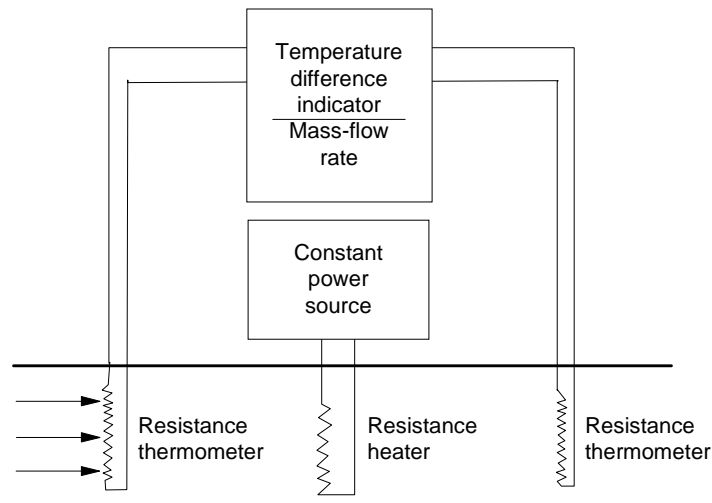 Temperature
difference
indicator
Mass-flow
rate
Constant
power
source
Resistance
thermometer
Resistance
heater
Resistance
thermometer